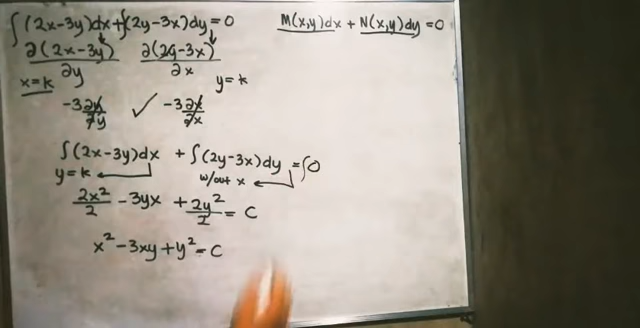 ∫(2x-3y)dx+∫(2y-3x)dy=0
M(x,y)dx + N(x,y)dy =0
∂(2x-3y)/∂y ∂(2y-3x)/∂x
x=k y=k
-3∂y/∂y ✓ -3∂x/∂x
∫(2x-3y)dx + ∫(2y-3x)dy =∫0
y=k w/out x
2x²/2 - 3yx + 2y²/2 = C
x²-3xy+y²=C